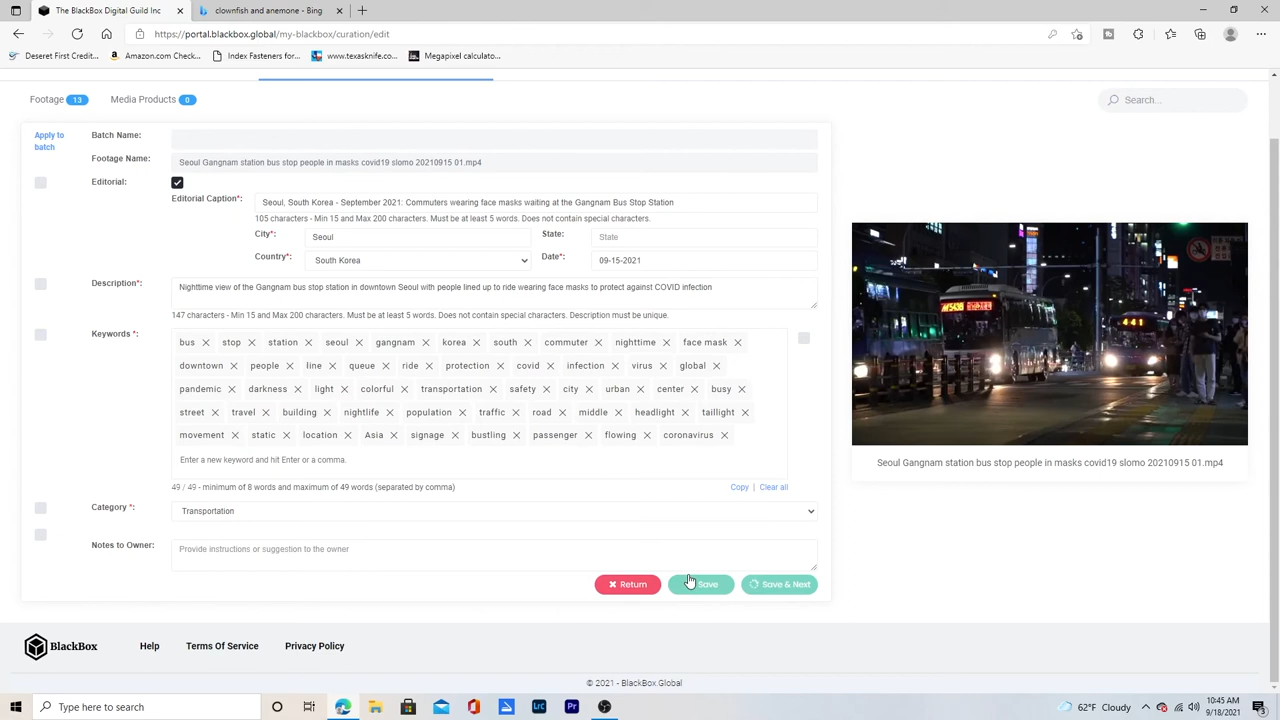 The BlackBox Digital Guild Inc
BlackBox
https://portal.blackbox.global/my-blackbox/curation/edit
Deseret First Credit...
Amazon.com Check...
Index Fasteners for...
www.texasknife.co...
Megapixel calculato...
Footage 13
Media Products 0
Search...
Apply to batch
Batch Name:
Footage Name:
Seoul Gangnam station bus stop people in masks covid19 slomo 20210915 01.mp4
Editorial:
Editorial Caption*:
Seoul, South Korea - September 2021: Commuters wearing face masks waiting at the Gangnam Bus Stop Station
105 characters - Min 15 and Max 200 characters. Must be at least 5 words. Does not contain special characters.
City*:
Seoul
State:
State
Country*:
South Korea
Date*:
09-15-2021
Description*:
Nighttime view of the Gangnam bus stop station in downtown Seoul with people lined up to ride wearing face masks to protect against COVID infection
147 characters - Min 15 and Max 200 characters. Must be at least 5 words. Does not contain special characters. Description must be unique.
Keywords *:
bus stop station seoul gangnam korea south commuter nighttime face mask
downtown people line queue ride protection covid infection virus global
pandemic darkness light colorful transportation safety city urban center busy
street travel building nightlife population traffic road middle headlight taillight
movement static location Asia signage bustling passenger flowing coronavirus
Enter a new keyword and hit Enter or a comma.
49 / 49 - minimum of 8 words and maximum of 49 words (separated by comma)
Copy | Clear all
Category *:
Transportation
Notes to Owner:
Provide instructions or suggestion to the owner
Return
Save
Save & Next
441
Seoul Gangnam station bus stop people in masks covid19 slomo 20210915 01.mp4
BlackBox
Help
Terms Of Service
Privacy Policy
© 2021 - BlackBox.Global
Type here to search
Lrc
Pr
62°F Cloudy
10:45 AM
9/18/2021